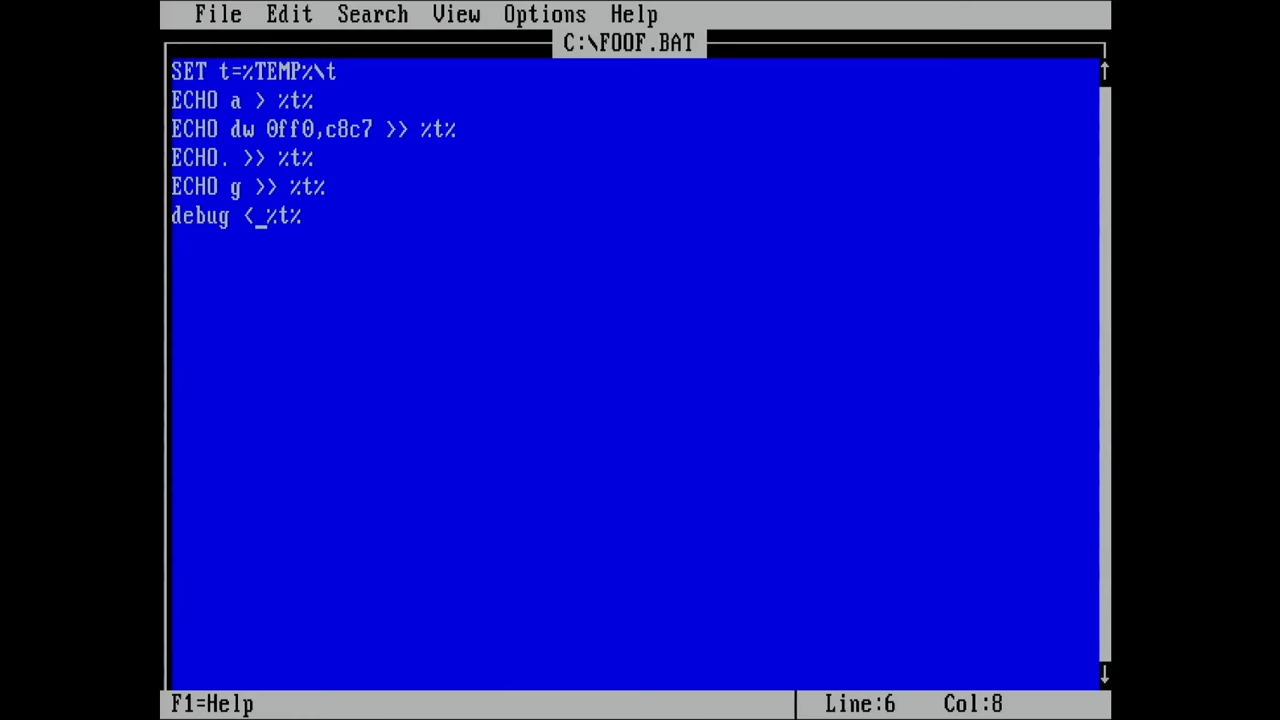 File Edit Search View Options Help
C:\FOOF.BAT
SET t=%TEMP%\t
ECHO a > %t%
ECHO dw 0ff0,c8c7 >> %t%
ECHO. >> %t%
ECHO g >> %t%
debug <_%t%
F1=Help Line:6 Col:8